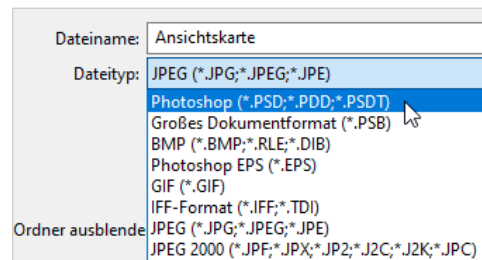 Dateiname: Ansichtskarte
Dateityp: JPEG (*.JPG;*.JPEG;*.JPE)
Photoshop (*.PSD;*.PDD;*.PSDT)
Großes Dokumentformat (*.PSB)
BMP (*.BMP;*.RLE;*.DIB)
Photoshop EPS (*.EPS)
GIF (*.GIF)
IFF-Format (*.IFF;*.TDI)
Ordner ausblende JPEG (*.JPG;*.JPEG;*.JPE)
JPEG 2000 (*.JPF;*.JPX;*.JP2;*.J2C;*.J2K;*.JPC)